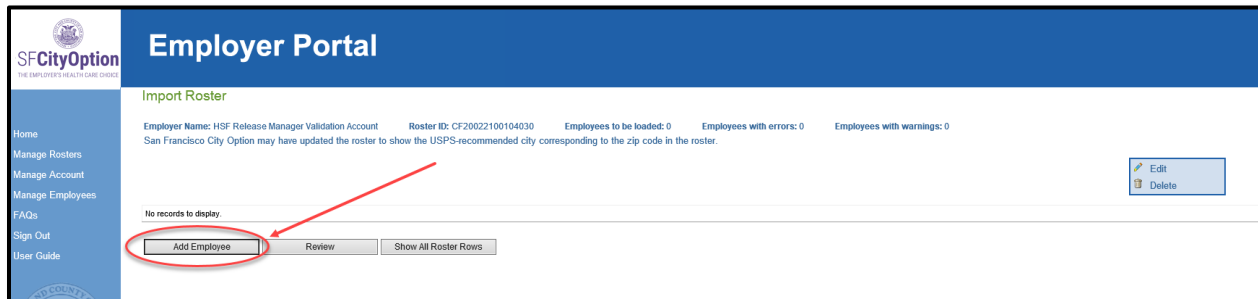 SFCityOption
THE EMPLOYER'S HEALTH CARE CHOICE
Employer Portal
Home
Manage Rosters
Manage Account
Manage Employees
FAQs
Sign Out
User Guide
Import Roster
Employer Name: HSF Release Manager Validation Account Roster ID: CF20022100104030 Employees to be loaded: 0 Employees with errors: 0 Employees with warnings: 0
San Francisco City Option may have updated the roster to show the USPS-recommended city corresponding to the zip code in the roster.
Edit
Delete
No records to display.
Add Employee Review Show All Roster Rows
ND COUNTY